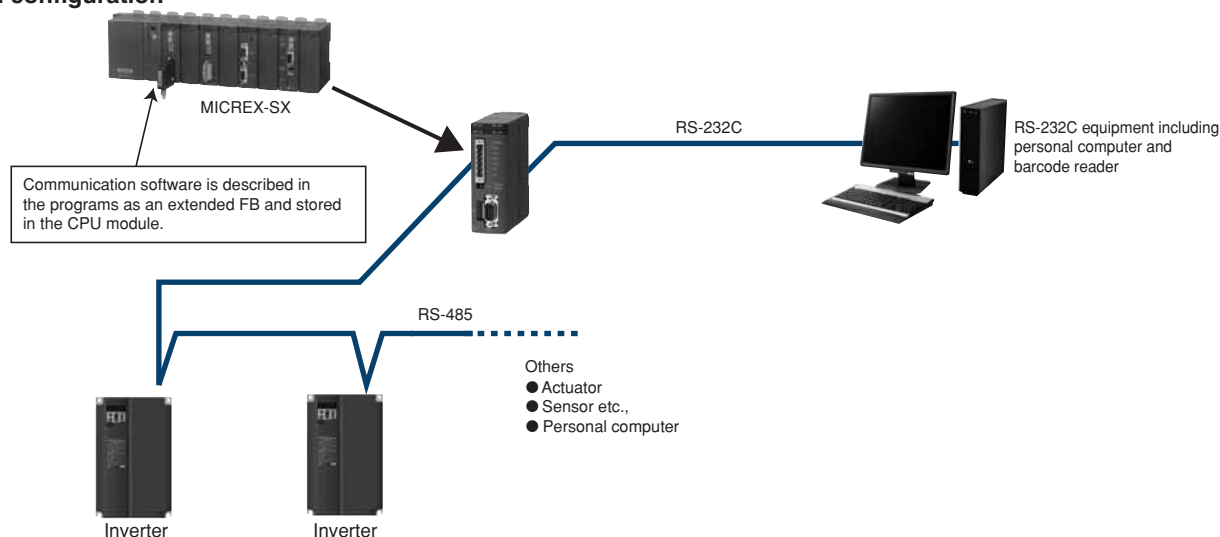 configuration
MICREX-SX
RS-232C
RS-232C equipment including
personal computer and
barcode reader
Communication software is described in
the programs as an extended FB and stored
in the CPU module.
RS-485
Others
● Actuator
● Sensor etc.,
● Personal computer
Inverter
Inverter